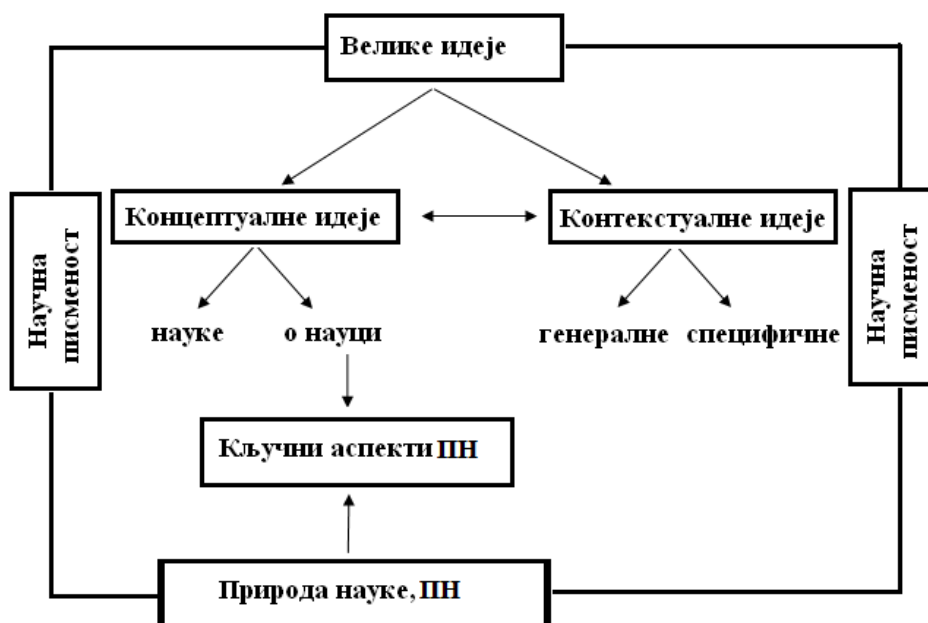 Велике идеје
Научна
писменост
Концептуалне идеје
Контекстуалне идеје
Научна
писменост
науке
о науци
генералне
специфичне
Кључни аспекти ПН
Природа науке, ПН